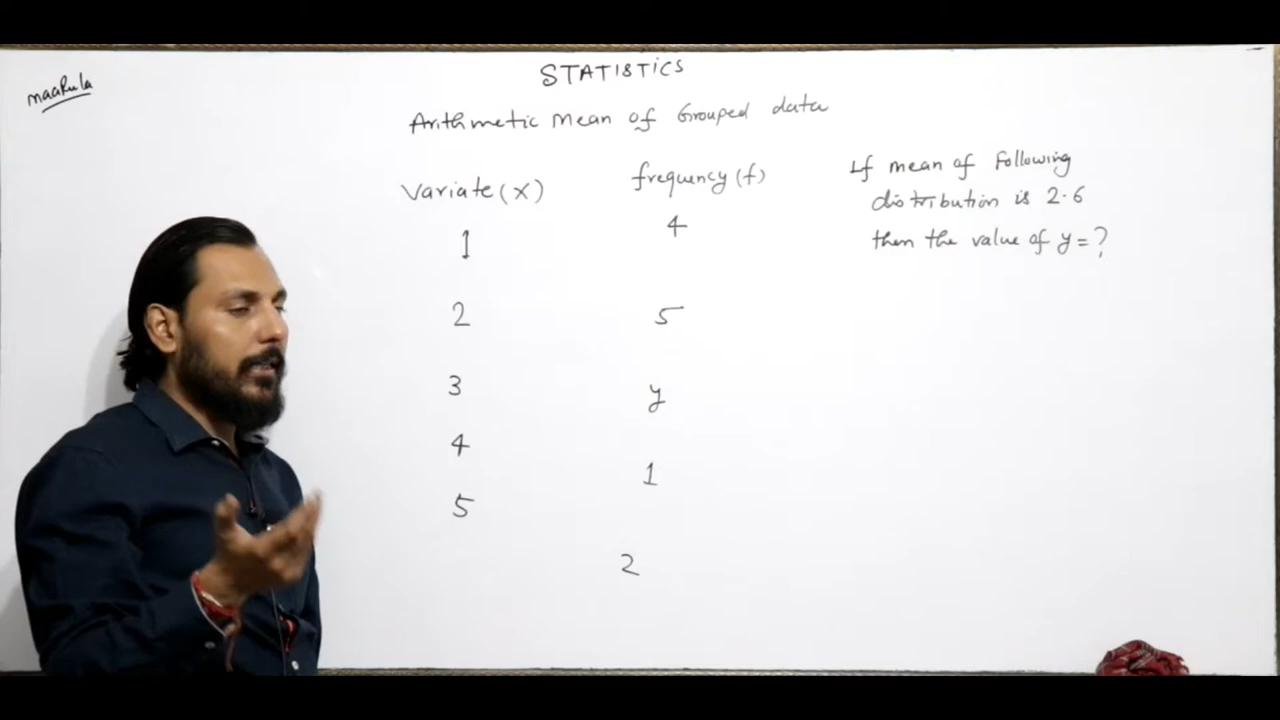 maaRula
STATISTICS
Arithmetic Mean of Grouped data
Variate (X) frequency (f)
1 4
2 5
3 y
4 1
5 2
If mean of Following
distribution is 2.6
then the value of y = ?